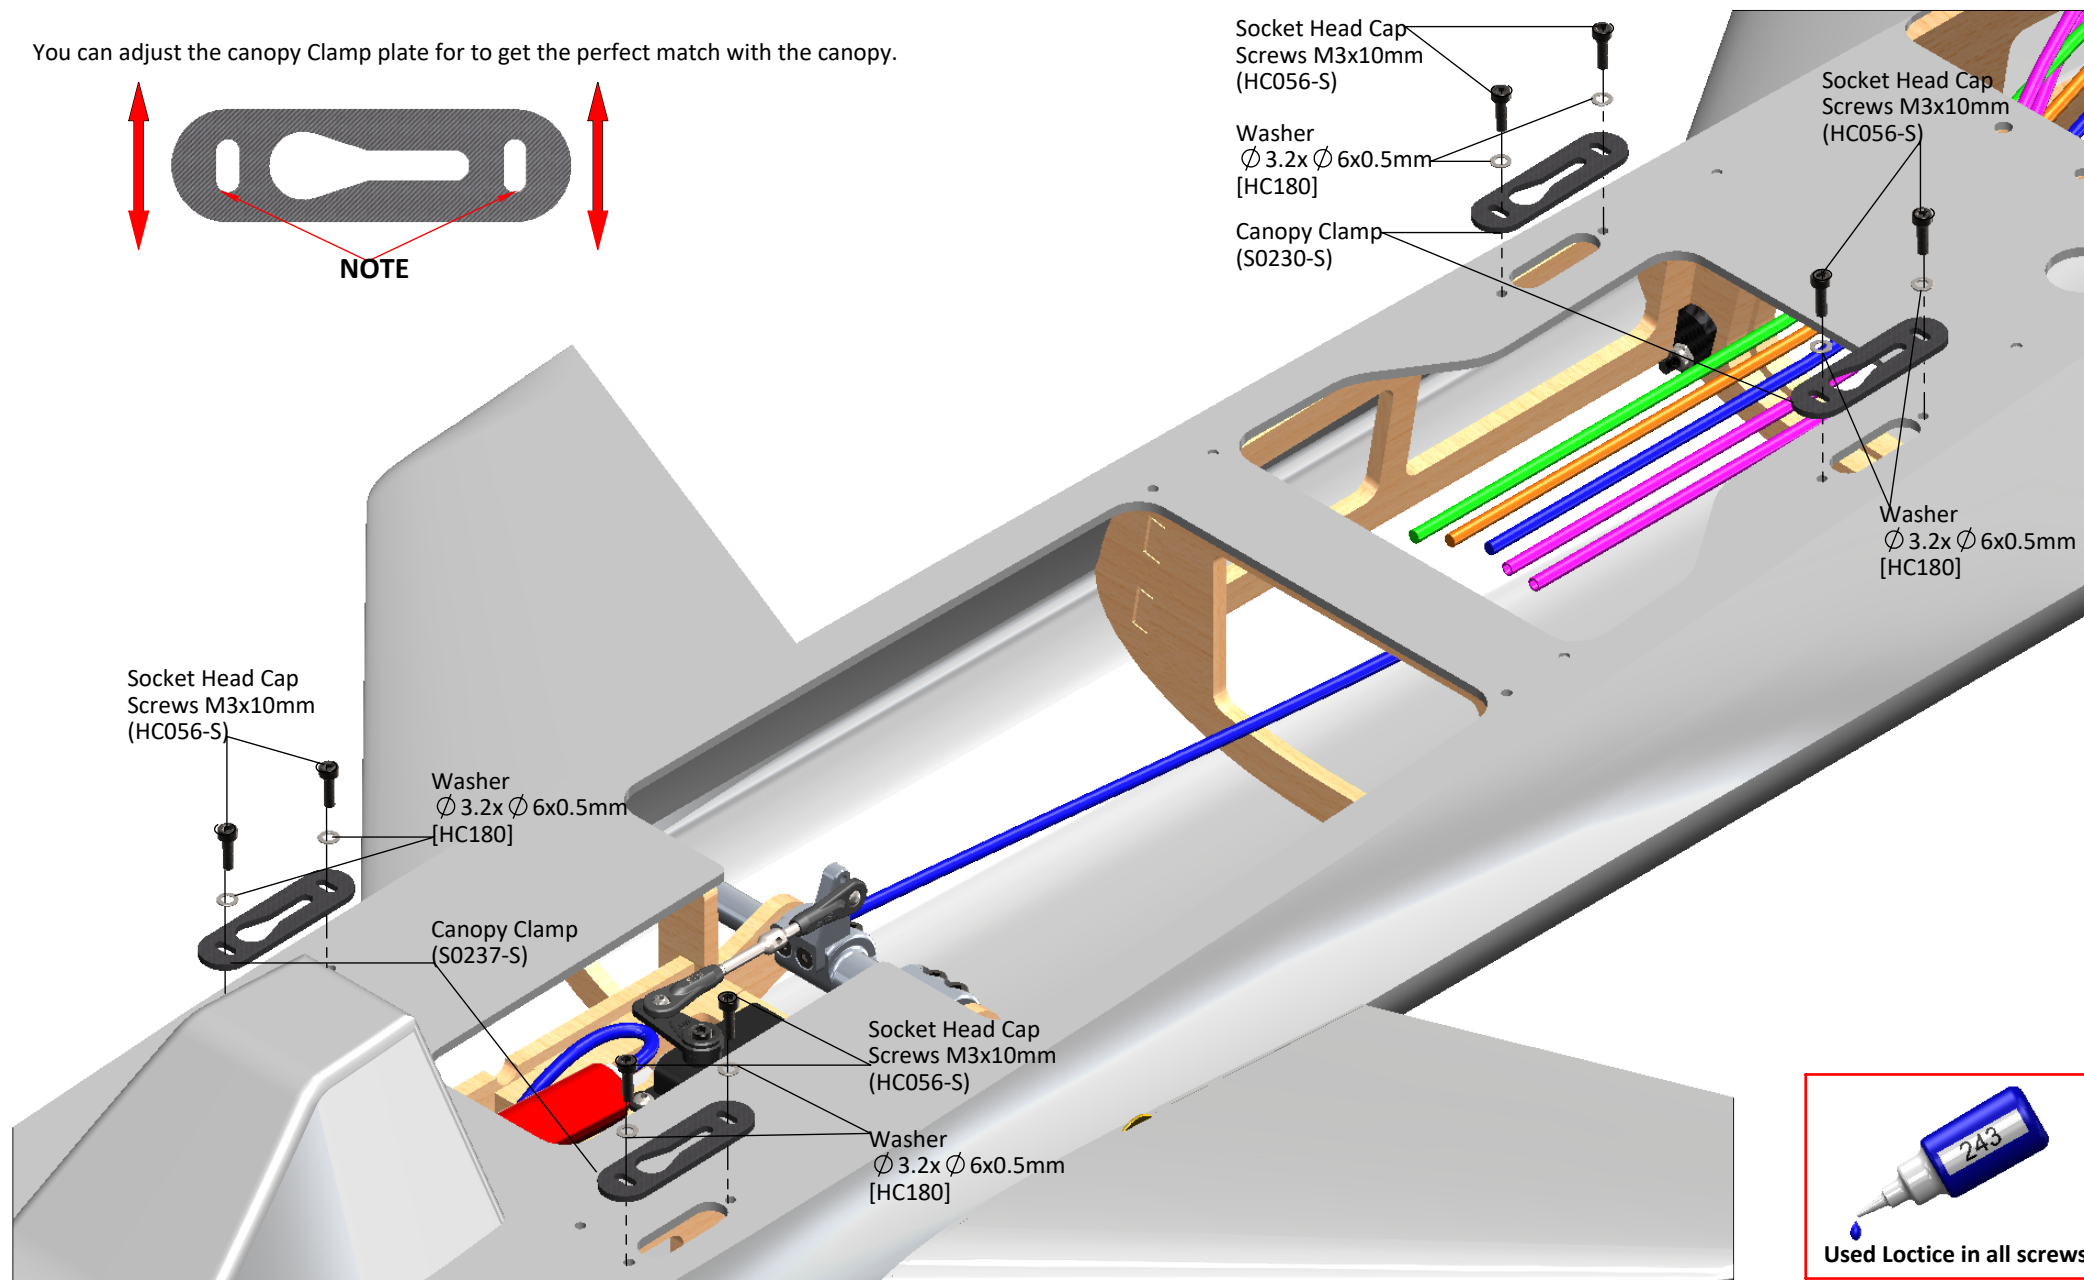 You can adjust the canopy Clamp plate for to get the perfect match with the canopy.
NOTE
Socket Head Cap
Screws M3x10mm
(HC056-S)
Washer
∅ 3.2x ∅ 6x0.5mm
[HC180]
Canopy Clamp
(S0230-S)
Socket Head Cap
Screws M3x10mm
(HC056-S)
Washer
∅ 3.2x ∅ 6x0.5mm
[HC180]
Socket Head Cap
Screws M3x10mm
(HC056-S)
Washer
∅ 3.2x ∅ 6x0.5mm
[HC180]
Canopy Clamp
(S0237-S)
Socket Head Cap
Screws M3x10mm
(HC056-S)
Washer
∅ 3.2x ∅ 6x0.5mm
[HC180]
243
Used Loctice in all screws